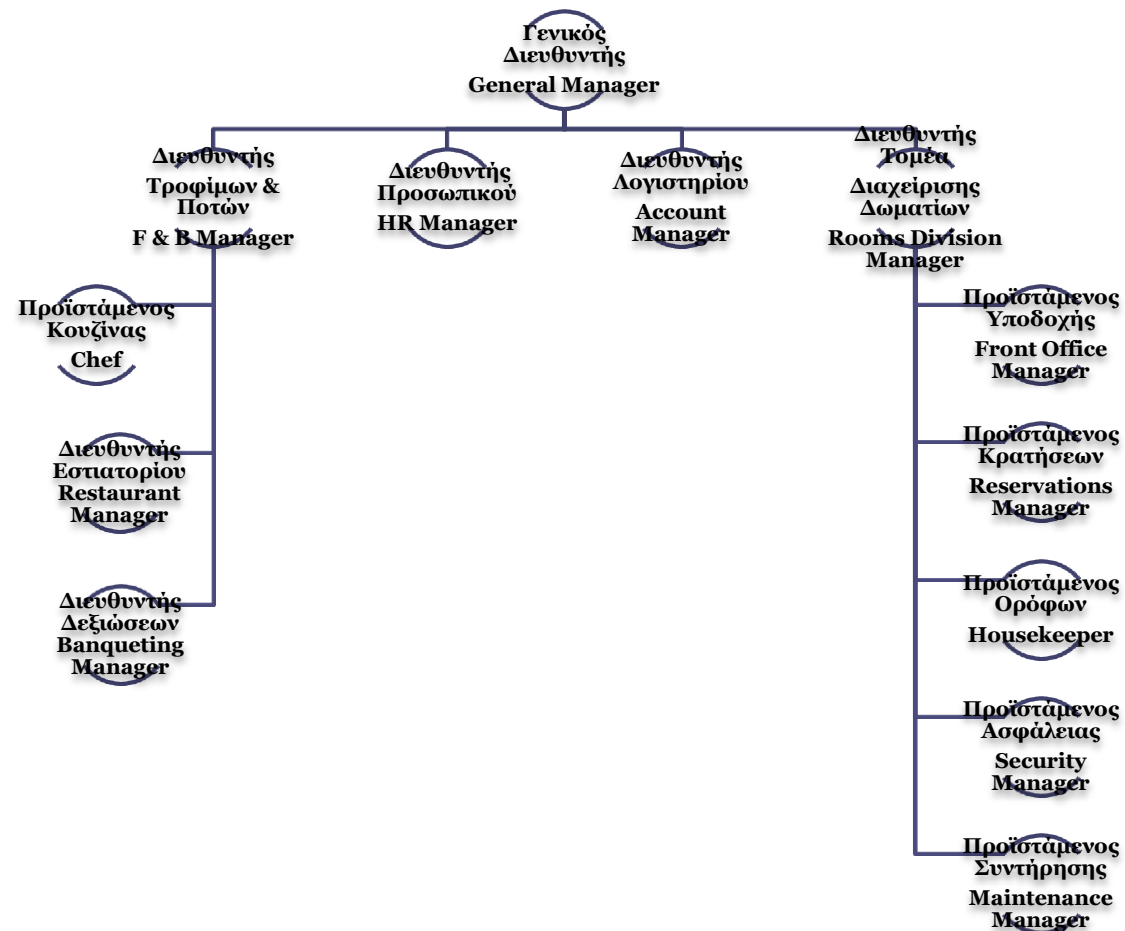 Γενικός
Διευθυντής
General Manager
Διευθυντής
Τροφίμων &
Ποτών
F & B Manager
Διευθυντής
Προσωπικού
HR Manager
Διευθυντής
Λογιστηρίου
Account
Manager
Διευθυντής
Τομέα
Διαχείρισης
Δωματίων
Rooms Division
Manager
Προϊστάμενος
Κουζίνας
Chef
Διευθυντής
Εστιατορίου
Restaurant
Manager
Διευθυντής
Δεξιώσεων
Banqueting
Manager
Προϊστάμενος
Υποδοχής
Front Office
Manager
Προϊστάμενος
Κρατήσεων
Reservations
Manager
Προϊστάμενος
Ορόφων
Housekeeper
Προϊστάμενος
Ασφάλειας
Security
Manager
Προϊστάμενος
Συντήρησης
Maintenance
Manager